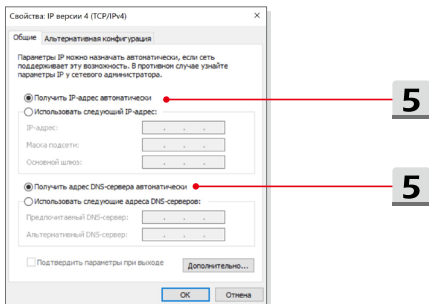 Свойства: IP версии 4 (TCP/IPv4)
Общие
Альтернативная конфигурация
Параметры IP можно назначать автоматически, если сеть
поддерживает эту возможность. В противном случае узнайте
параметры IP у сетевого администратора.
Получить IP-адрес автоматически
5
Использовать следующий IP-адрес:
IP-адрес:
Маска подсети:
Основной шлюз:
Получить адрес DNS-сервера автоматически
5
Использовать следующие адреса DNS-серверов:
Предпочитаемый DNS-сервер:
Альтернативный DNS-сервер:
Подтвердить параметры при выходе
Дополнительно...
ОК
Отмена